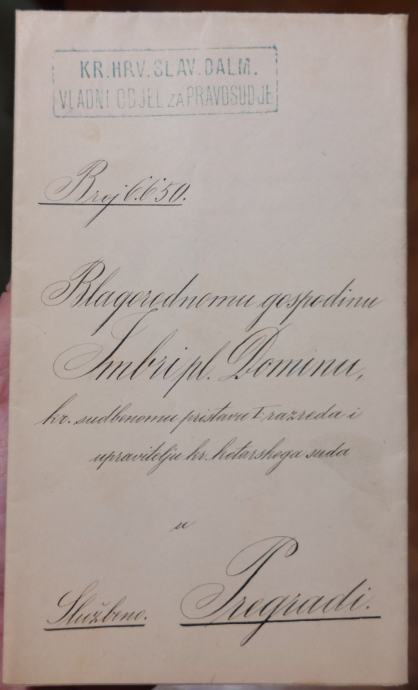 KR. HRV. SLAV. DALM.
VLADNI ODJEL ZA PRAVOSUDJE
Broj 6.650.
Blagorodnomu gospodinu
Imbri pl. Dominu,
kr. sudbenomu pristavu I. razreda i
upravitelju kr. kotarskoga suda
u
Službeno. Pregradi.